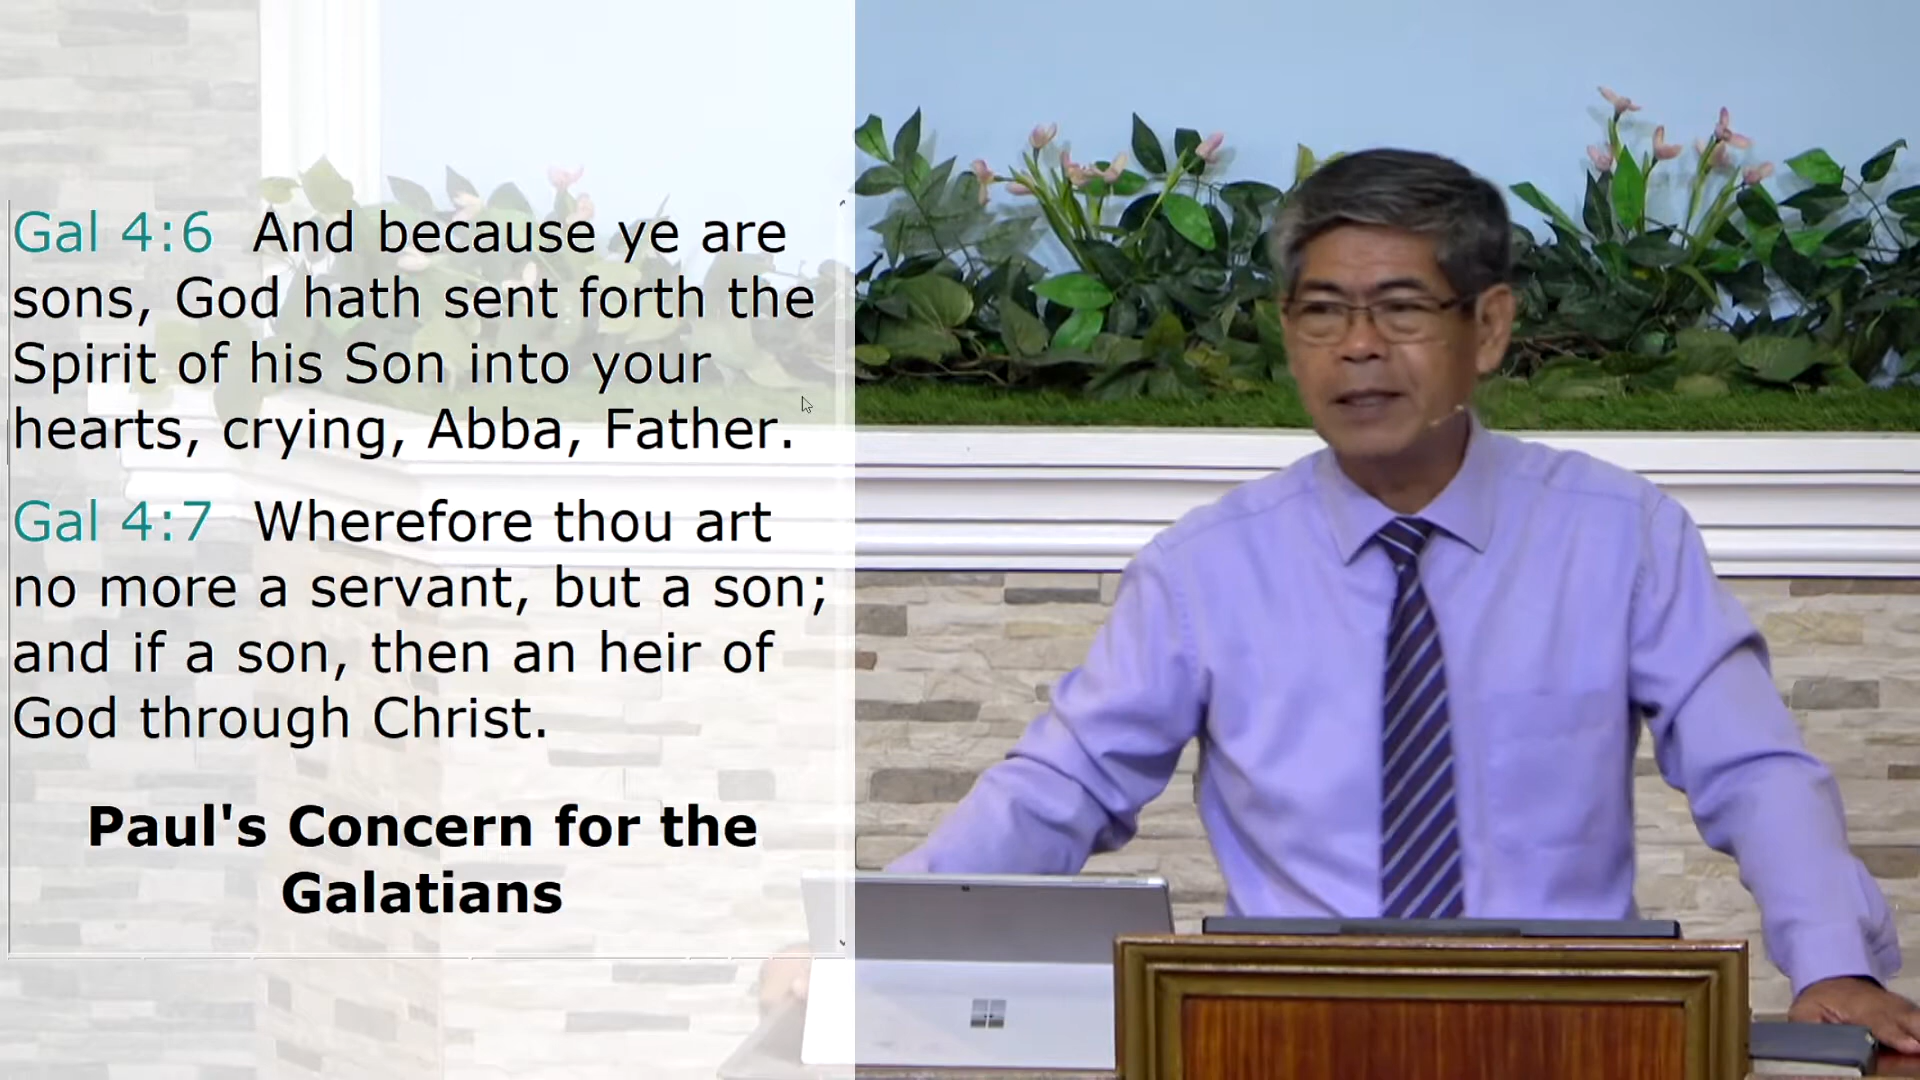 Gal 4:6 And because ye are
sons, God hath sent forth the
Spirit of his Son into your
hearts, crying, Abba, Father.
Gal 4:7 Wherefore thou art
no more a servant, but a son;
and if a son, then an heir of
God through Christ.
Paul's Concern for the
Galatians